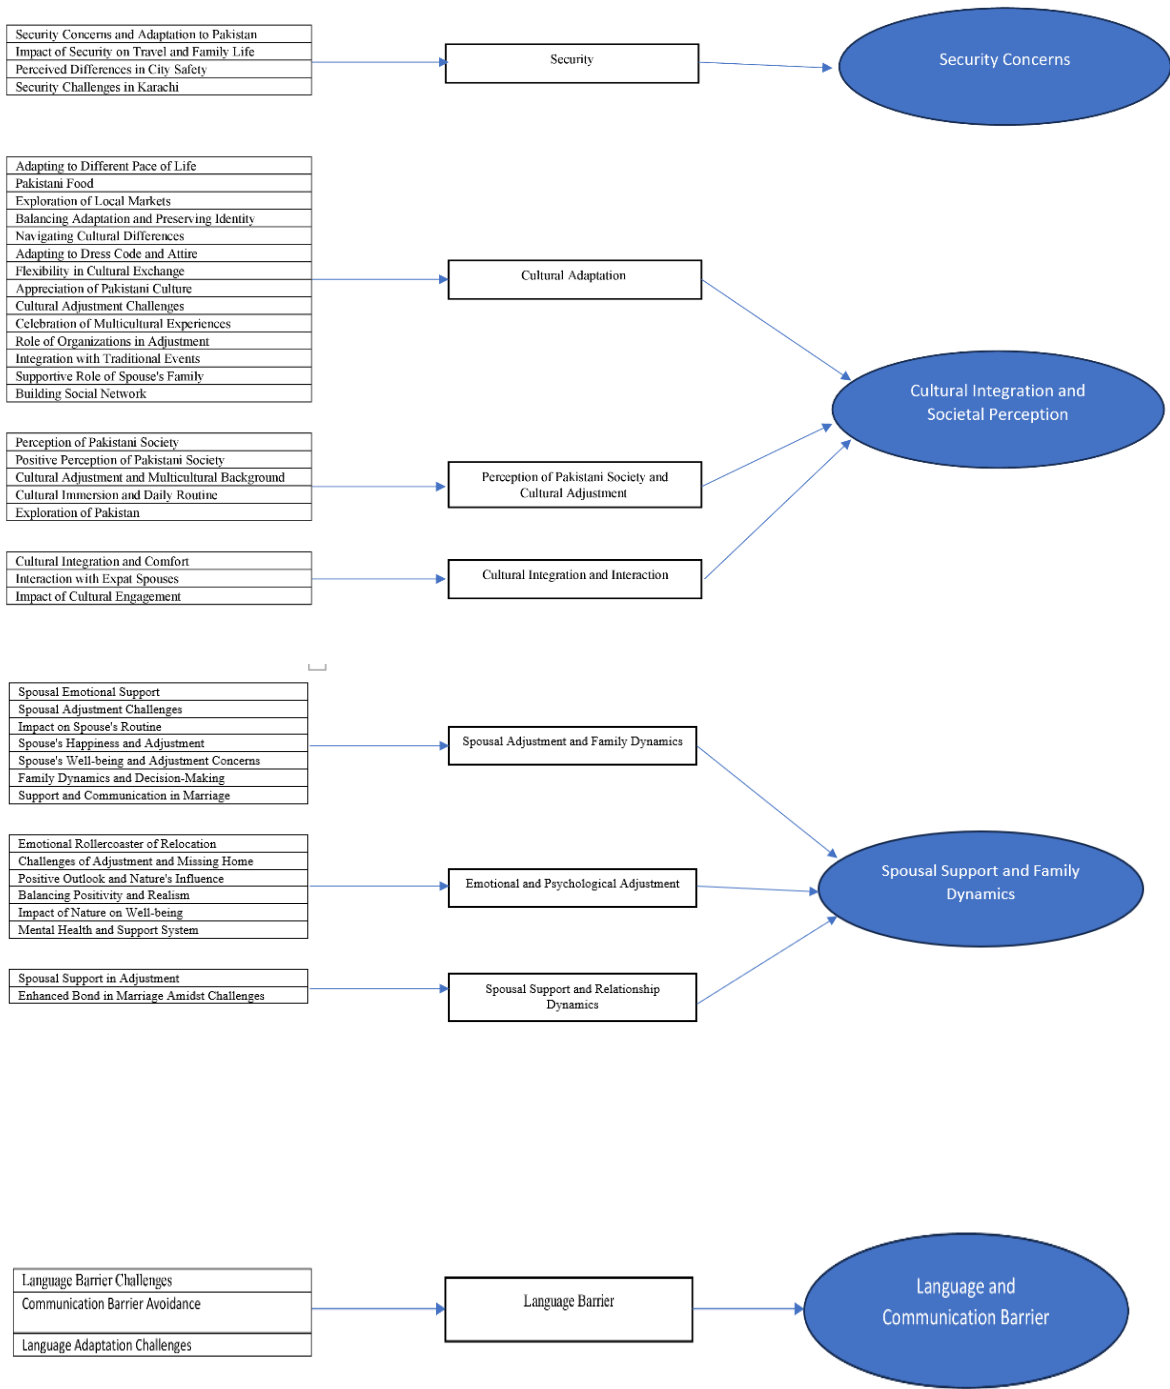 Security Concerns and Adaptation to Pakistan
Impact of Security on Travel and Family Life
Perceived Differences in City Safety
Security Challenges in Karachi
Security
Security Concerns
Adapting to Different Pace of Life
Pakistani Food
Exploration of Local Markets
Balancing Adaptation and Preserving Identity
Navigating Cultural Differences
Adapting to Dress Code and Attire
Flexibility in Cultural Exchange
Appreciation of Pakistani Culture
Cultural Adjustment Challenges
Celebration of Multicultural Experiences
Role of Organizations in Adjustment
Integration with Traditional Events
Supportive Role of Spouse's Family
Building Social Network
Cultural Adaptation
Perception of Pakistani Society
Positive Perception of Pakistani Society
Cultural Adjustment and Multicultural Background
Cultural Immersion and Daily Routine
Exploration of Pakistan
Perception of Pakistani Society and
Cultural Adjustment
Cultural Integration and Comfort
Interaction with Expat Spouses
Impact of Cultural Engagement
Cultural Integration and Interaction
Cultural Integration and
Societal Perception
Spousal Emotional Support
Spousal Adjustment Challenges
Impact on Spouse's Routine
Spouse's Happiness and Adjustment
Spouse's Well-being and Adjustment Concerns
Family Dynamics and Decision-Making
Support and Communication in Marriage
Spousal Adjustment and Family Dynamics
Emotional Rollercoaster of Relocation
Challenges of Adjustment and Missing Home
Positive Outlook and Nature's Influence
Balancing Positivity and Realism
Impact of Nature on Well-being
Mental Health and Support System
Emotional and Psychological Adjustment
Spousal Support in Adjustment
Enhanced Bond in Marriage Amidst Challenges
Spousal Support and Relationship
Dynamics
Spousal Support and Family
Dynamics
Language Barrier Challenges
Communication Barrier Avoidance
Language Adaptation Challenges
Language Barrier
Language and
Communication Barrier